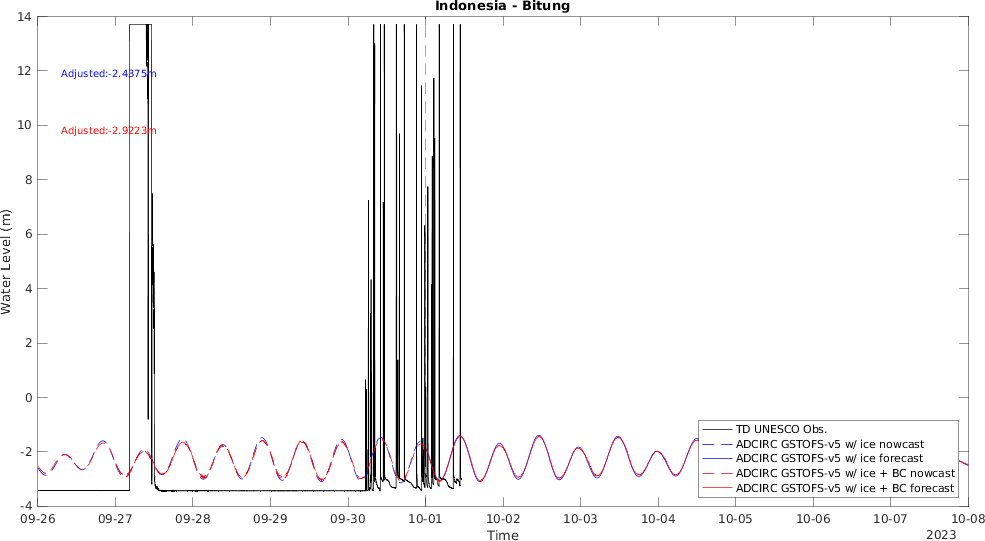 Indonesia - Bitung
14
12
10
8
6
4
2
0
-2
-4
Water Level (m)
Adjusted:-2.4375m
Adjusted:-2.9223m
TD UNESCO Obs.
ADCIRC GSTOFS-v5 w/ ice nowcast
ADCIRC GSTOFS-v5 w/ ice forecast
ADCIRC GSTOFS-v5 w/ ice + BC nowcast
ADCIRC GSTOFS-v5 w/ ice + BC forecast
09-26 09-27 09-28 09-29 09-30 10-01 10-02 10-03 10-04 10-05 10-06 10-07 10-08
Time
2023